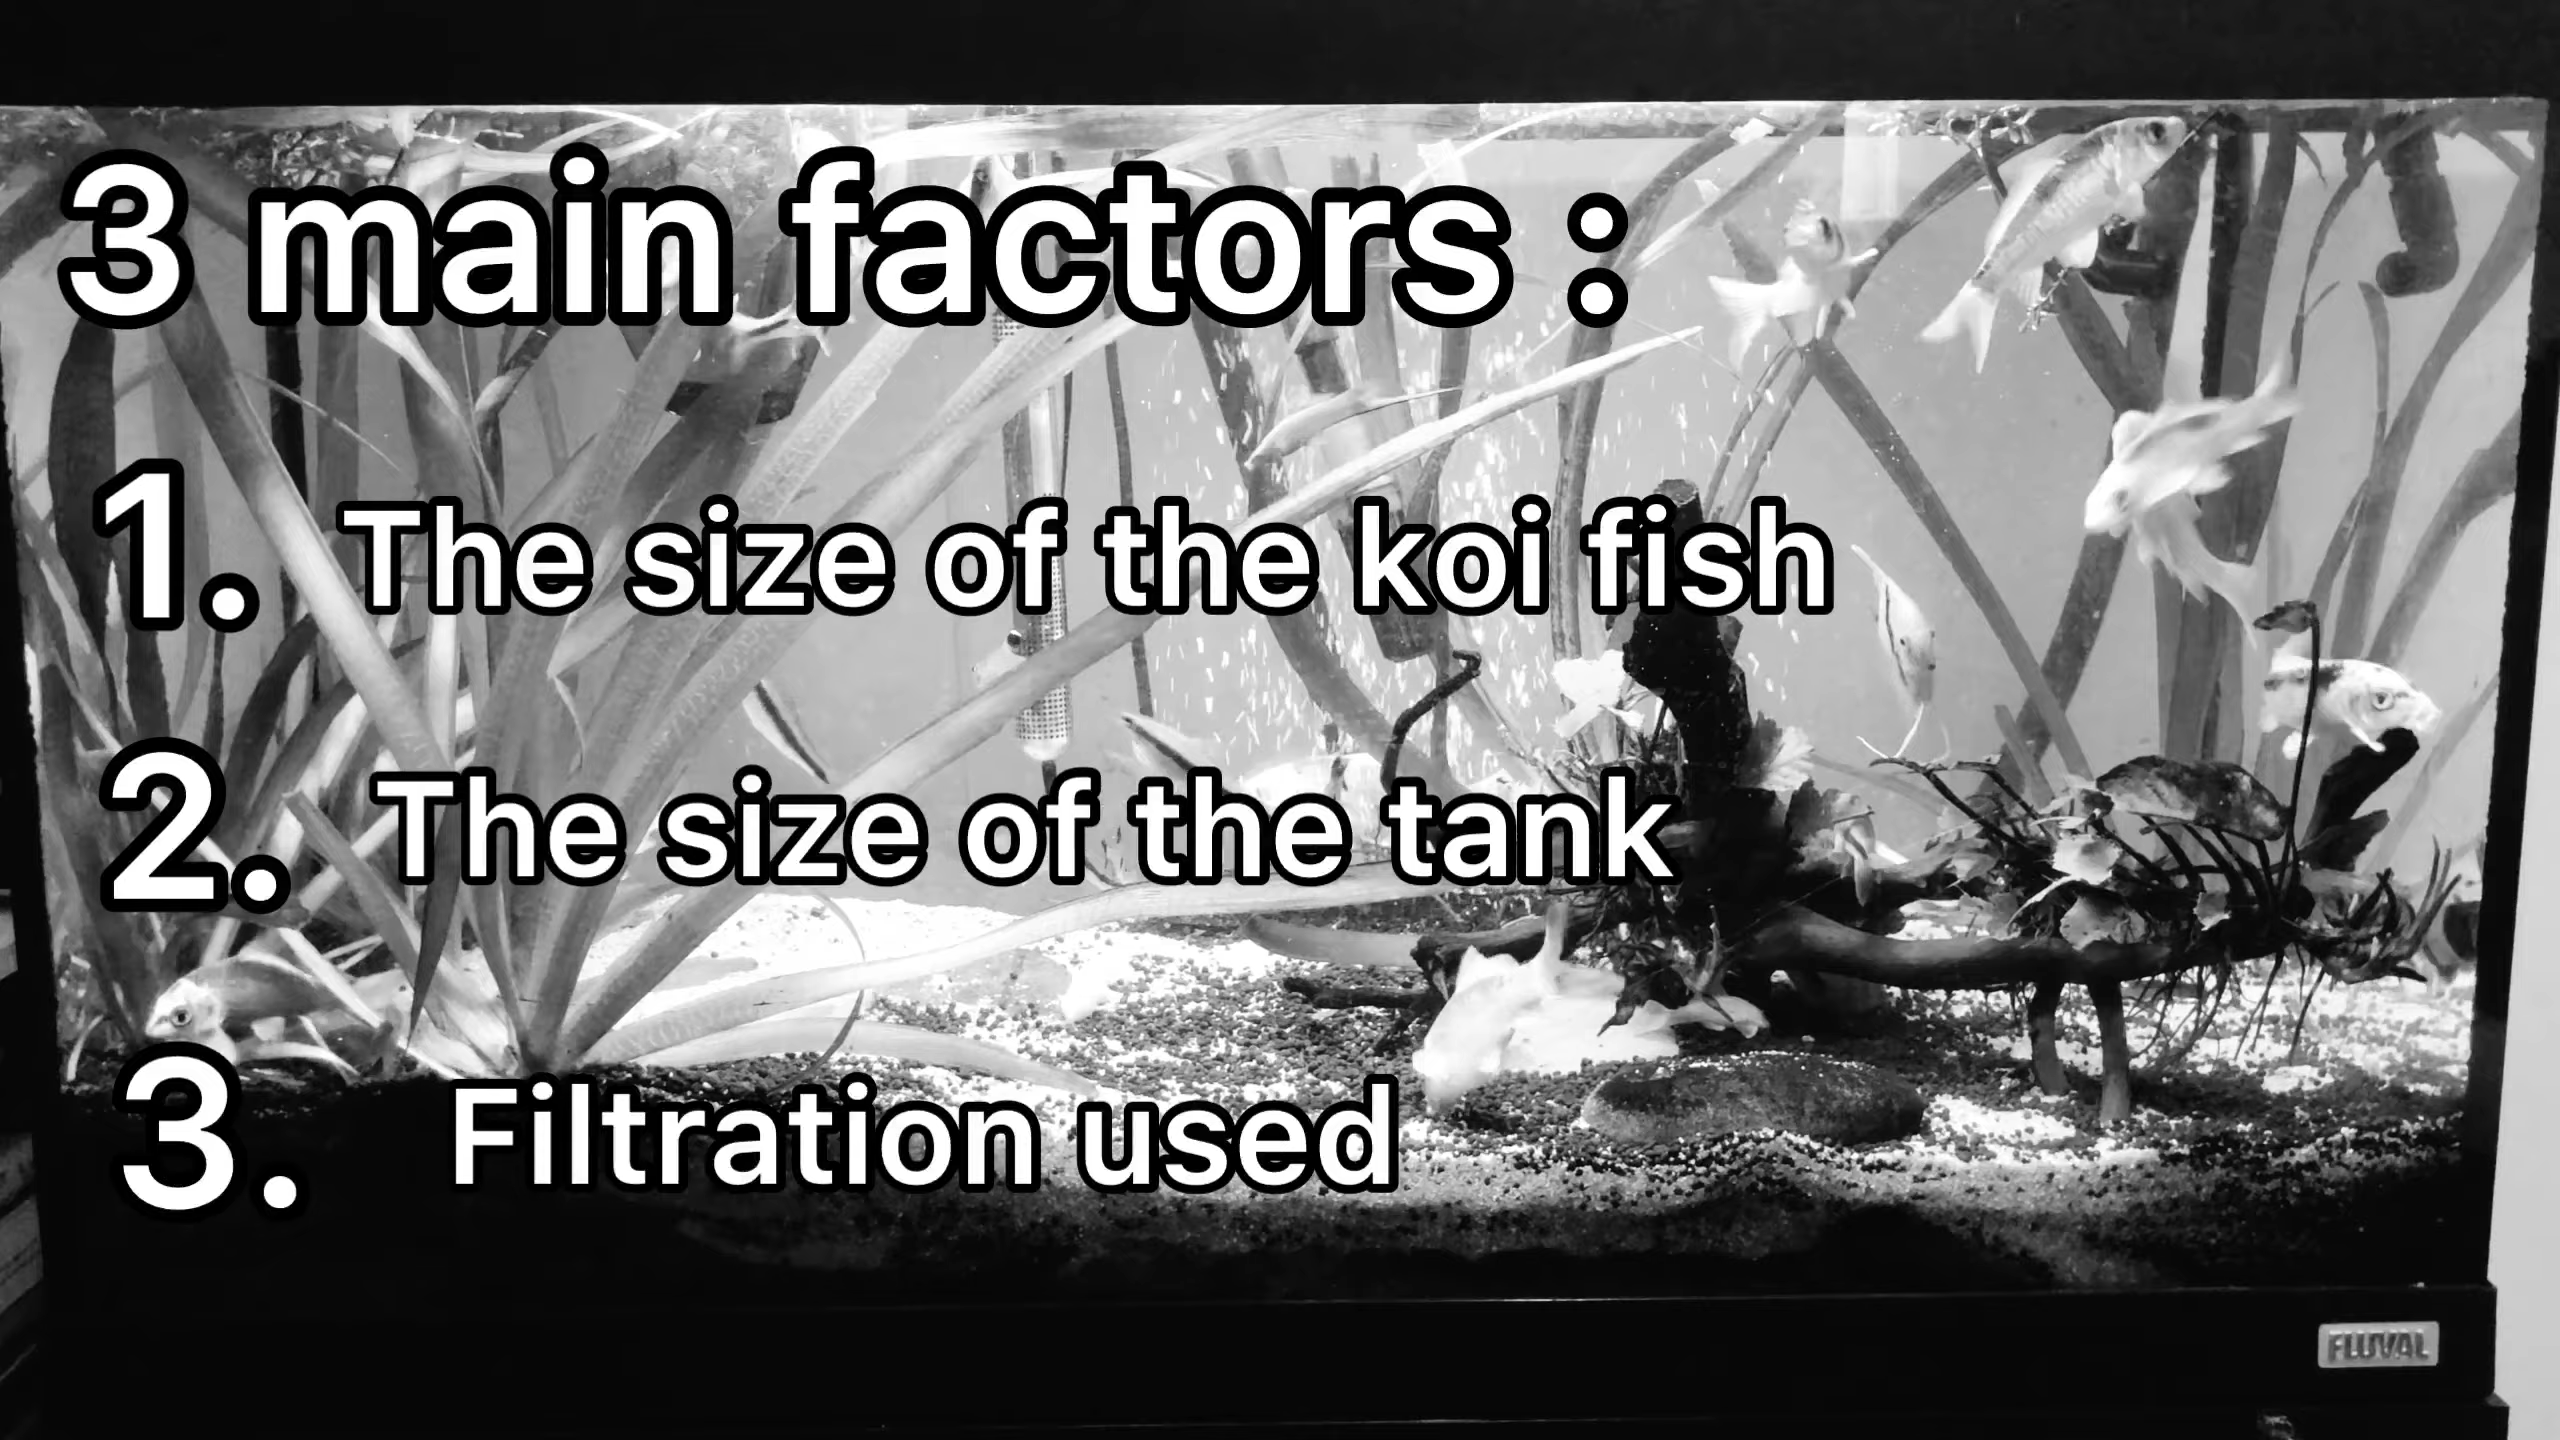 3 main factors :
1. The size of the koi fish
2. The size of the tank
3. Filtration used
FLUVAL